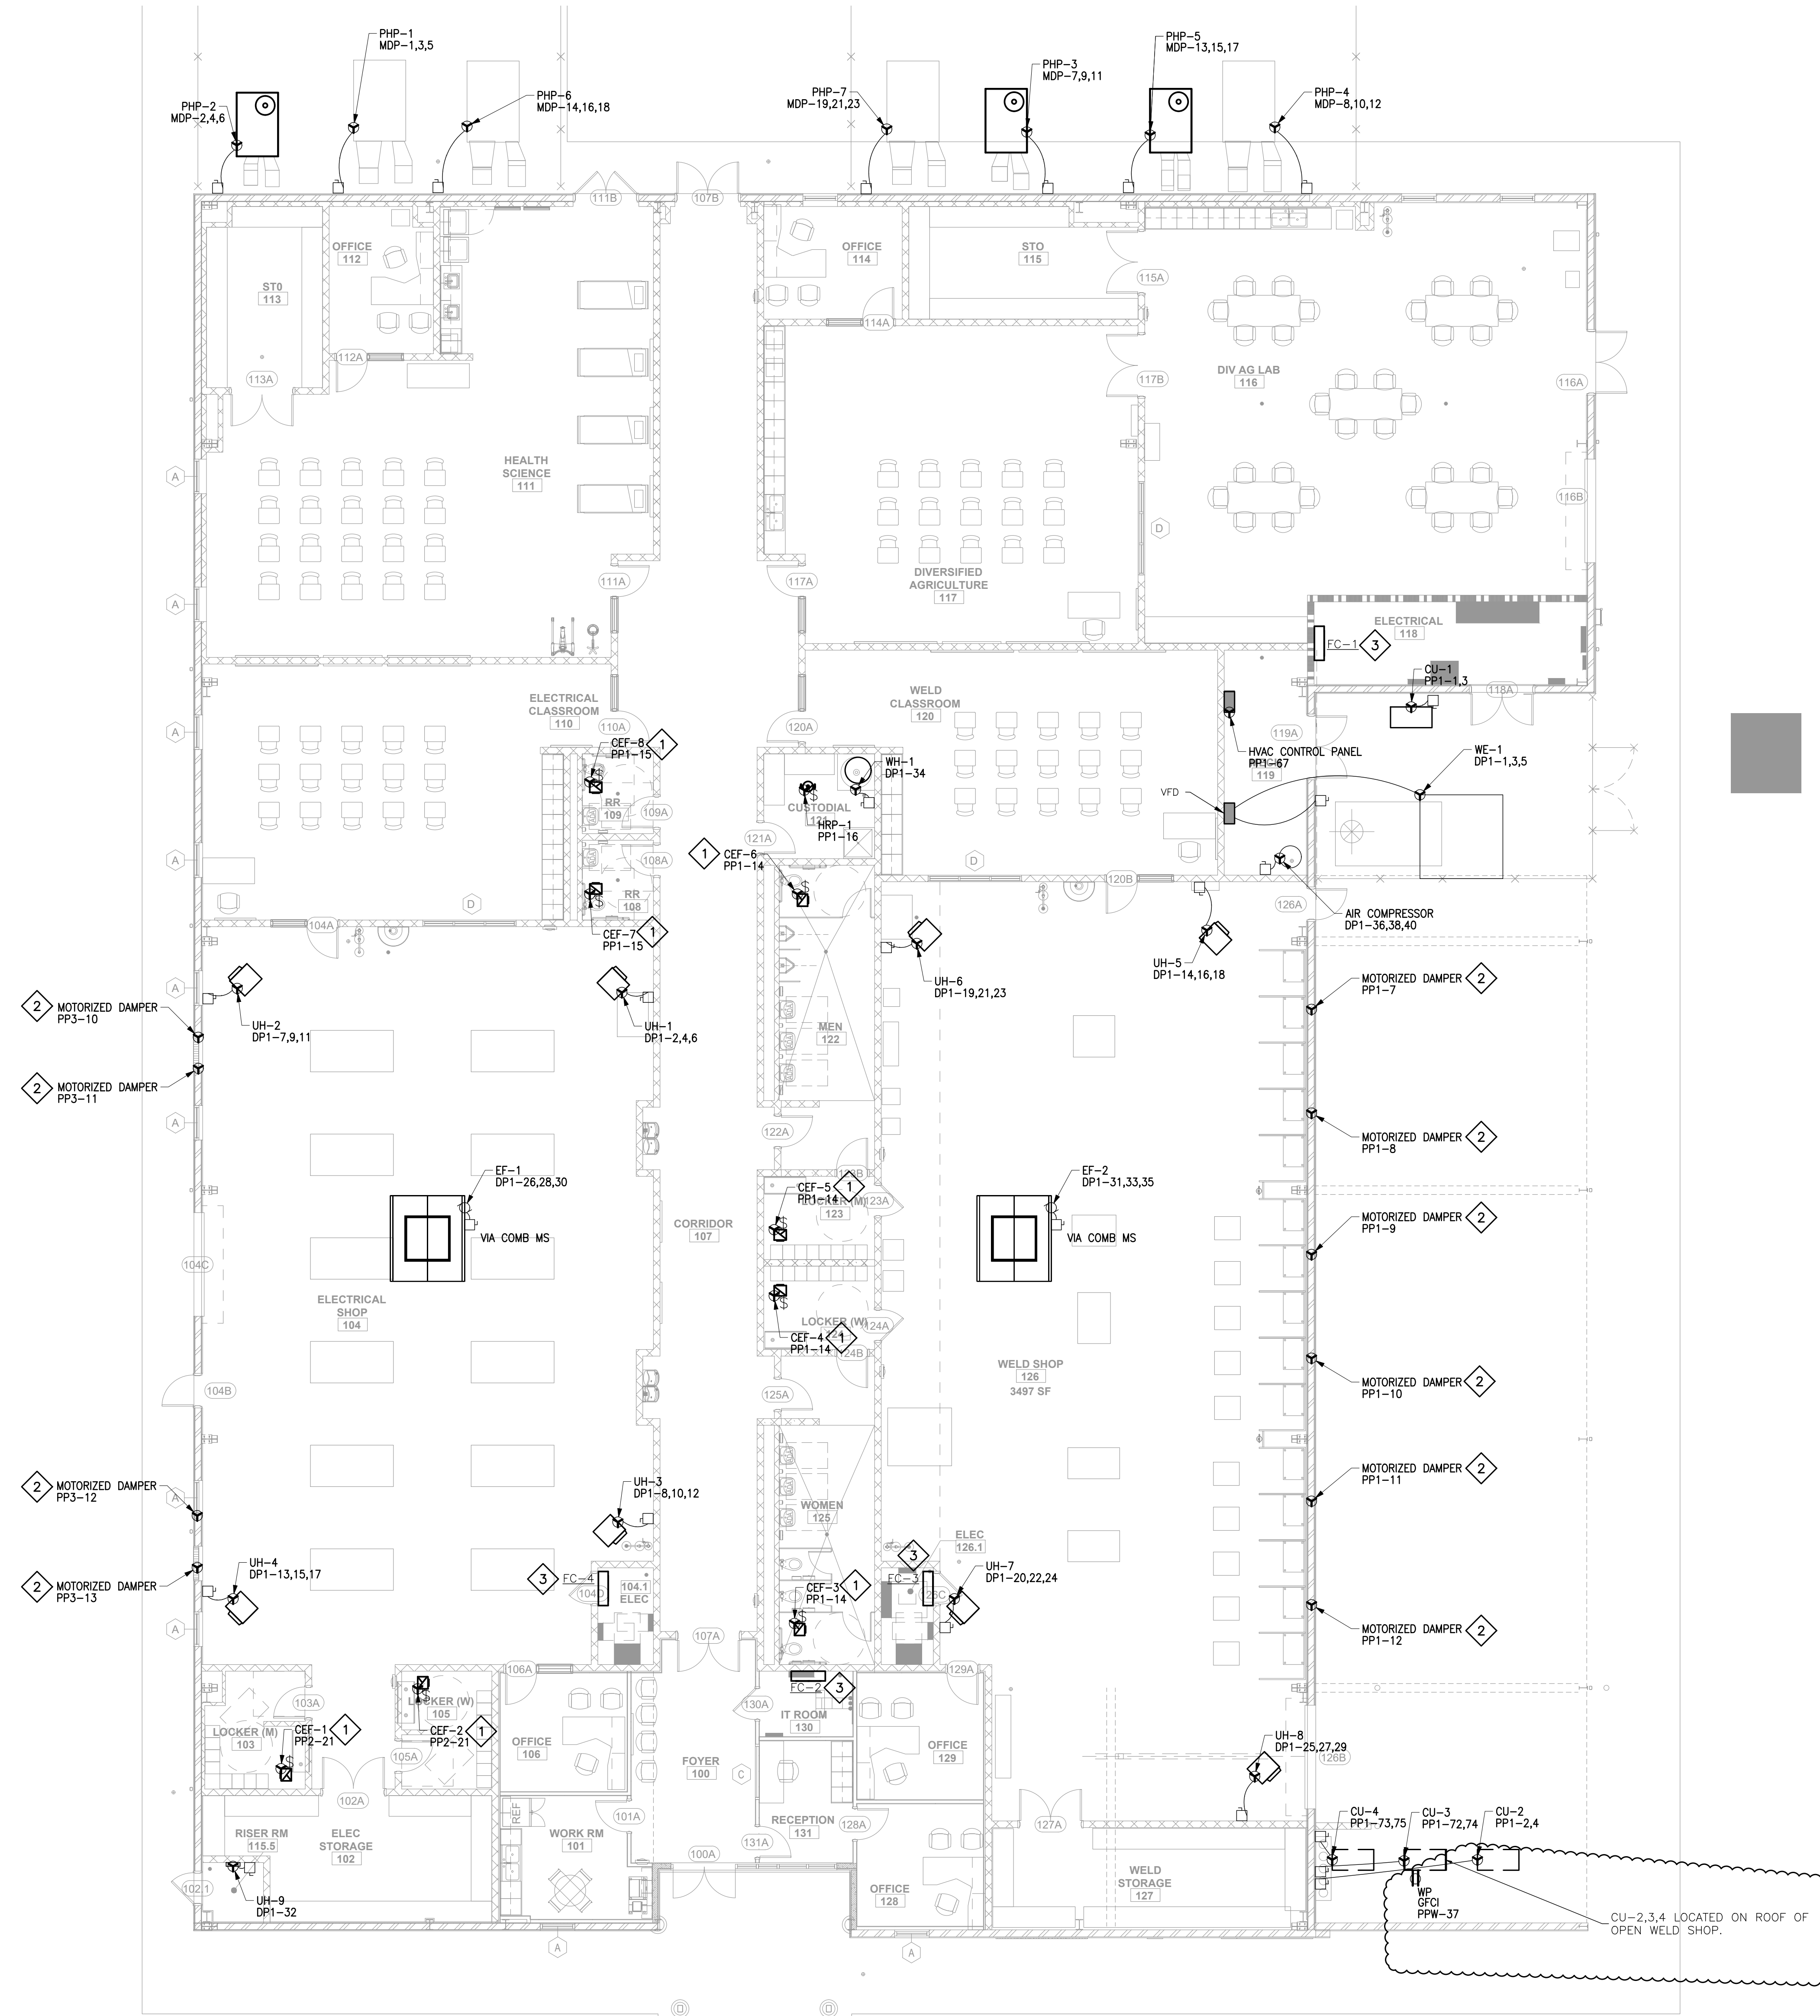 PHP-1
MDP-1,3,5
PHP-2
MDP-2,4,6
PHP-6
MDP-14,16,18
PHP-7
MDP-19,21,23
PHP-3
MDP-7,9,11
PHP-5
MDP-13,15,17
PHP-4
MDP-8,10,12
111B
107B
OFFICE
112
ST0
113
OFFICE
114
STO
115
115A
114A
112A
113A
117B
DIV AG LAB
116
116A
HEALTH
SCIENCE
111
A
116B
D
A
111A
117A
DIVERSIFIED
AGRICULTURE
117
ELECTRICAL
118
FC-1
3
CU-1
PP1-1,3
118A
ELECTRICAL
CLASSROOM
110
110A
WELD
CLASSROOM
120
120A
A
119A
CEF-8
PP1-15
1
HVAC CONTROL PANEL
PP1-67
119
WE-1
DP1-1,3,5
WH-1
DP1-34
VFD
RR
109
109A
CUSTODIAL
121
HRP-1
PP1-16
121A
A
108A
RR
108
1
CEF-6
PP1-14
D
120B
D
104A
CEF-7
PP1-15
1
126A
AIR COMPRESSOR
DP1-36,38,40
UH-5
DP1-14,16,18
UH-6
DP1-19,21,23
A
2
MOTORIZED DAMPER
PP3-10
UH-2
DP1-7,9,11
UH-1
DP1-2,4,6
MEN
122
MOTORIZED DAMPER
PP1-7
2
2
MOTORIZED DAMPER
PP3-11
A
122A
MOTORIZED DAMPER
PP1-8
2
EF-1
DP1-26,28,30
EF-2
DP1-31,33,35
CEF-5
PP1-14
1
LOCKER (M)
123
123A
CORRIDOR
107
VIA COMB MS
VIA COMB MS
MOTORIZED DAMPER
PP1-9
2
104C
ELECTRICAL
SHOP
104
LOCKER (W)
124A
CEF-4
PP1-14
1
124B
WELD SHOP
126
3497 SF
104B
125A
MOTORIZED DAMPER
PP1-10
2
2
MOTORIZED DAMPER
PP3-12
A
UH-3
DP1-8,10,12
WOMEN
125
MOTORIZED DAMPER
PP1-11
2
ELEC
126.1
3
UH-4
DP1-13,15,17
2
MOTORIZED DAMPER
PP3-13
3
FC-4
104.1
ELEC
CEF-3
PP1-14
1
FC-3
UH-7
DP1-20,22,24
A
107A
MOTORIZED DAMPER
PP1-12
2
106A
129A
103A
FC-2
3
130A
IT ROOM
130
LOCKER (W)
105
LOCKER (M)
103
CEF-1
PP2-21
1
CEF-2
PP2-21
1
105A
OFFICE
106
FOYER
100
C
OFFICE
129
UH-8
DP1-25,27,29
126B
102A
REF
101A
RISER RM
115.5
ELEC
STORAGE
102
WORK RM
101
RECEPTION
131
131A
128A
127A
100A
CU-4
PP1-73,75
CU-3
PP1-72,74
CU-2
PP1-2,4
102.1
UH-9
DP1-32
OFFICE
128
WELD
STORAGE
127
WP
GFCI
PPW-37
CU-2,3,4 LOCATED ON ROOF OF
OPEN WELD SHOP.
A
A